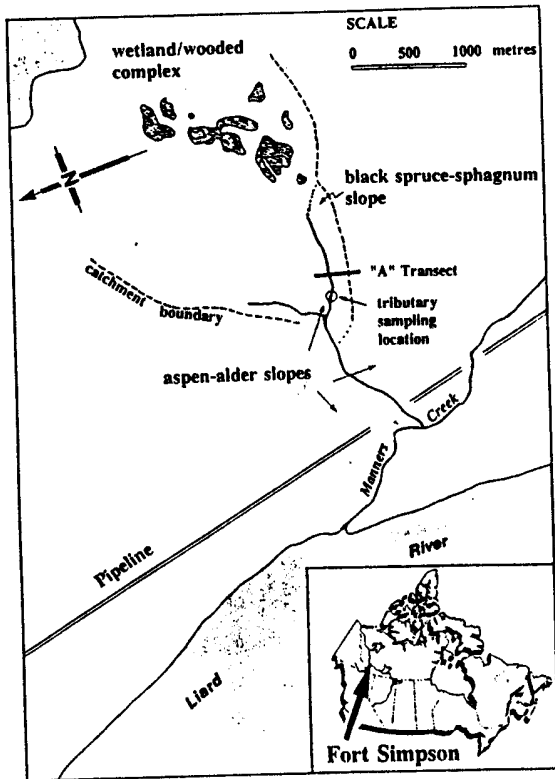 SCALE
0 500 1000 metres
wetland/wooded
complex
N
black spruce-sphagnum
slope
"A" Transect
tributary
sampling
location
catchment boundary
aspen-alder slopes
Manners Creek
Pipeline
Liard River
Fort Simpson